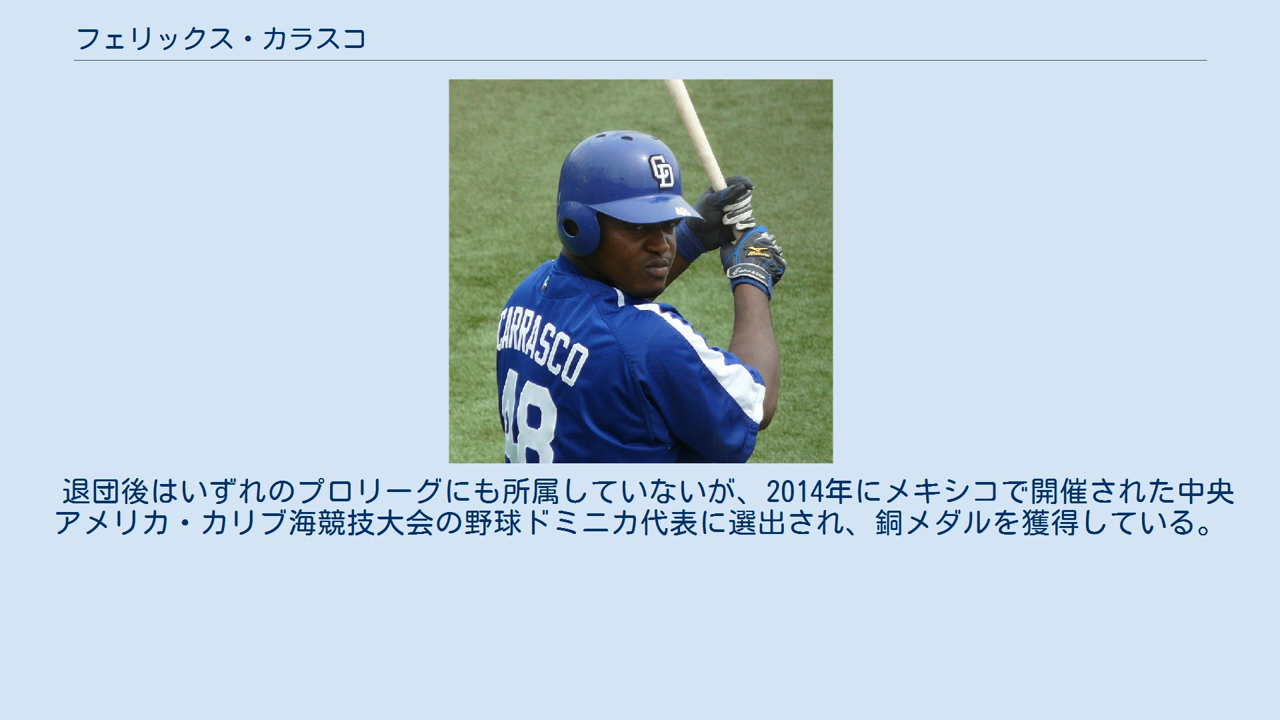 フェリックス・カラスコ
CD
48
CARRASCO
48
退団後はいずれのプロリーグにも所属していないが、2014年にメキシコで開催された中央
アメリカ・カリブ海競技大会の野球ドミニカ代表に選出され、銅メダルを獲得している。